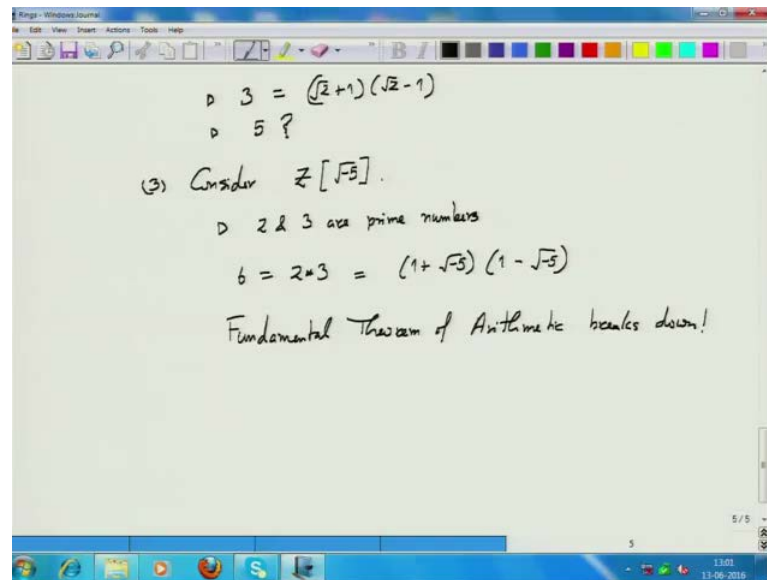 Rings - Windows Journal
File Edit View Insert Actions Tools Help
D 3 = (√2+1)(√2-1)
D 5 ?
(3) Consider Z[√-5].
D 2 & 3 are prime numbers
6 = 2*3 = (1+√-5)(1-√-5)
Fundamental Theorem of Arithmetic breaks down!
5/5
5
13:01
13-06-2016